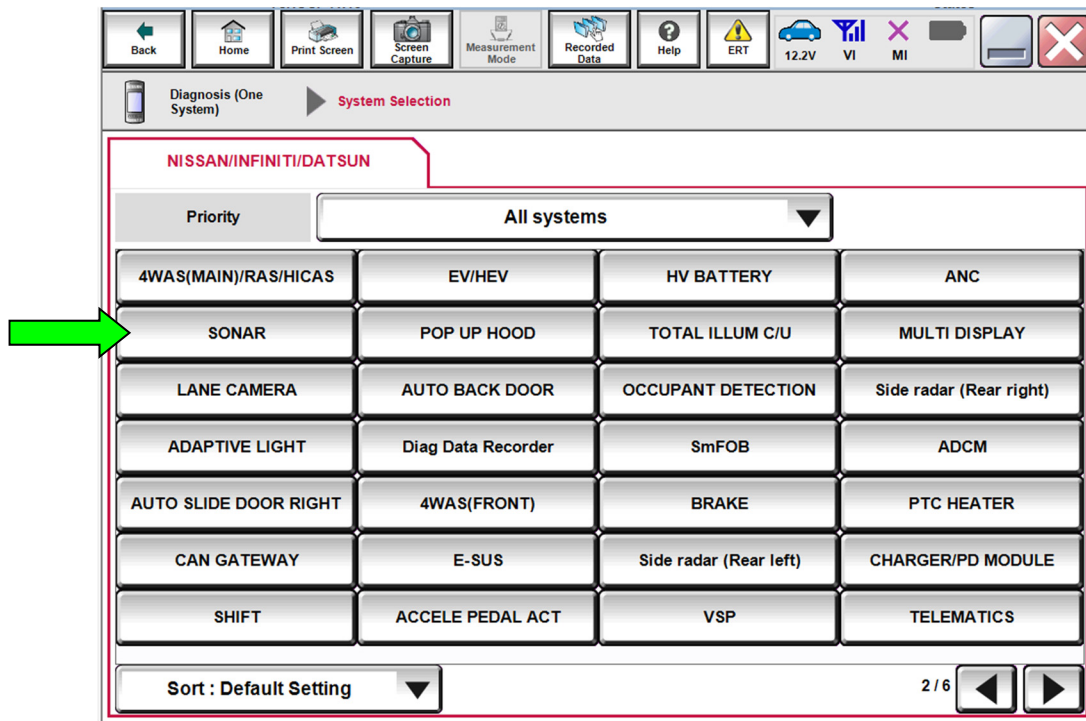 Back
Home
Print Screen
Screen
Capture
Measurement
Mode
Recorded
Data
Help
ERT
12.2V
VI
MI
Diagnosis (One
System)
System Selection
NISSAN/INFINITI/DATSUN
Priority
All systems
4WAS(MAIN)/RAS/HICAS
EV/HEV
HV BATTERY
ANC
SONAR
POP UP HOOD
TOTAL ILLUM C/U
MULTI DISPLAY
LANE CAMERA
AUTO BACK DOOR
OCCUPANT DETECTION
Side radar (Rear right)
ADAPTIVE LIGHT
Diag Data Recorder
SmFOB
ADCM
AUTO SLIDE DOOR RIGHT
4WAS(FRONT)
BRAKE
PTC HEATER
CAN GATEWAY
E-SUS
Side radar (Rear left)
CHARGER/PD MODULE
SHIFT
ACCELE PEDAL ACT
VSP
TELEMATICS
Sort : Default Setting
2 / 6